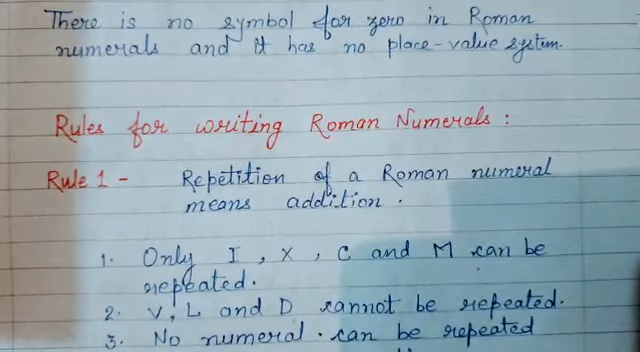 There is no symbol for zero in Roman
numerals and it has no place-value system.
Rules for writing Roman Numerals :
Rule 1 - Repetition of a Roman numeral
means addition .
1. Only I , X , C and M can be
repeated.
2. V, L and D cannot be repeated.
3. No numeral . can be repeated